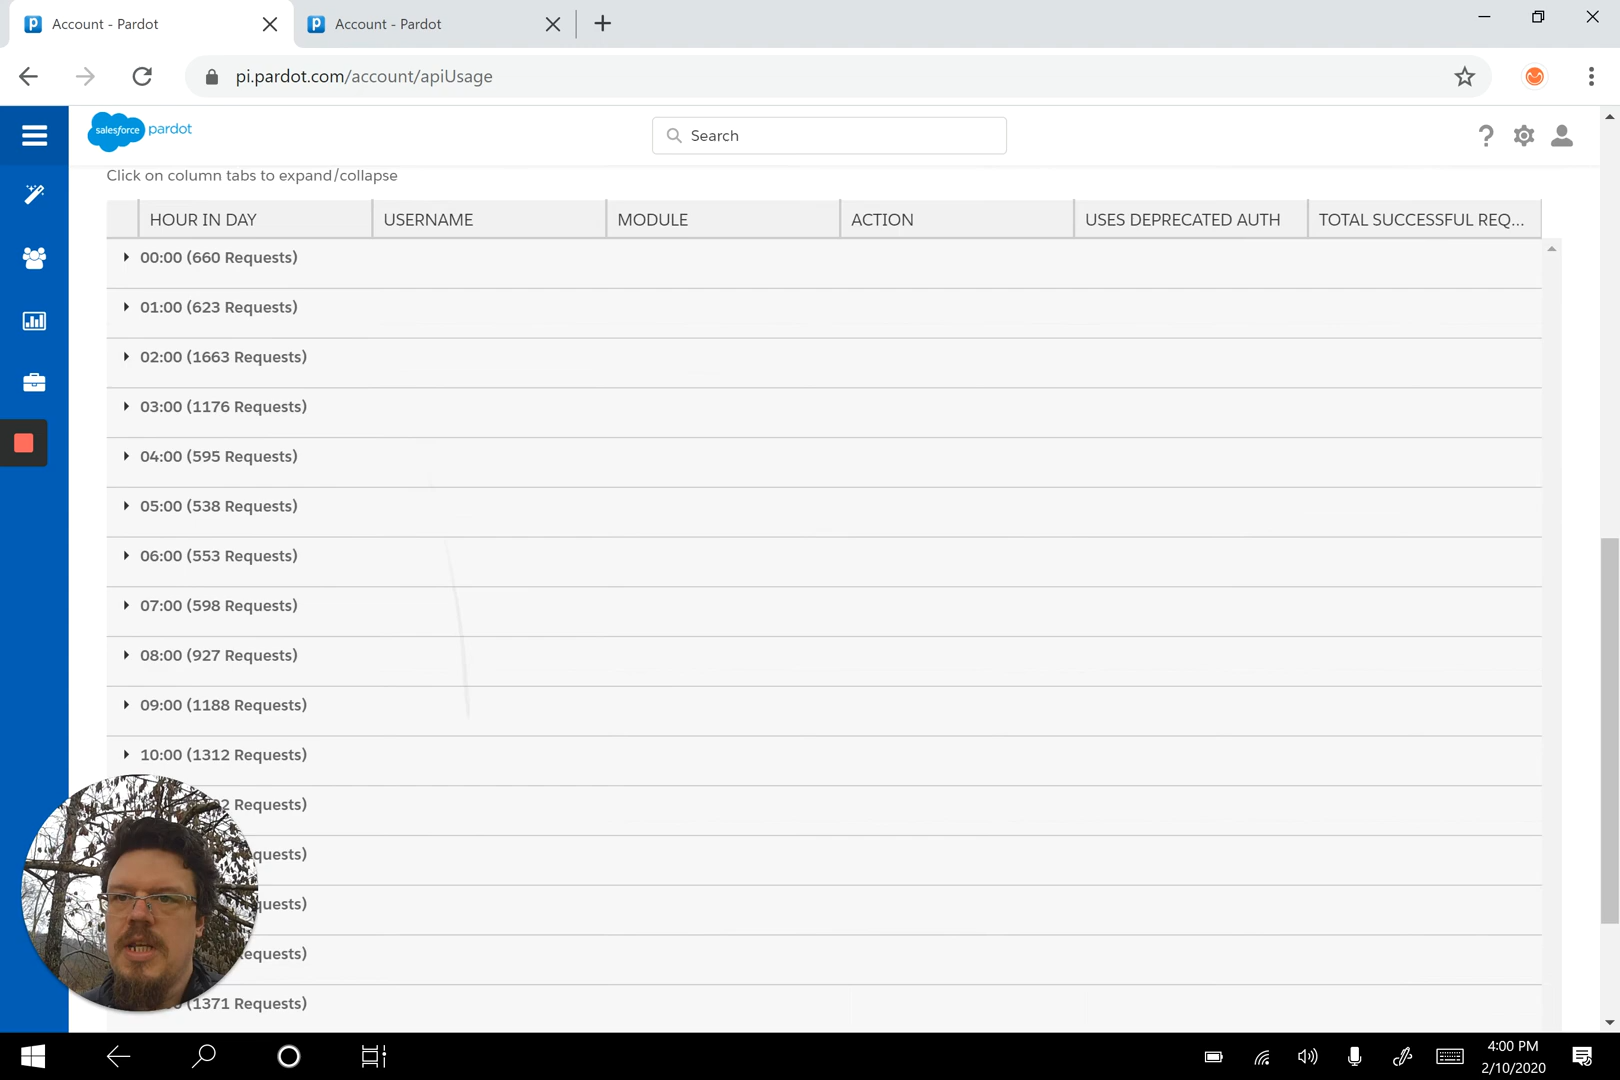 Account - Pardot
Account - Pardot
pi.pardot.com/account/apiUsage
salesforce pardot
Search
Click on column tabs to expand/collapse
HOUR IN DAY USERNAME MODULE ACTION USES DEPRECATED AUTH TOTAL SUCCESSFUL REQ...
00:00 (660 Requests)
01:00 (623 Requests)
02:00 (1663 Requests)
03:00 (1176 Requests)
04:00 (595 Requests)
05:00 (538 Requests)
06:00 (553 Requests)
07:00 (598 Requests)
08:00 (927 Requests)
09:00 (1188 Requests)
10:00 (1312 Requests)
2 Requests)
quests)
quests)
equests)
(1371 Requests)
4:00 PM
2/10/2020